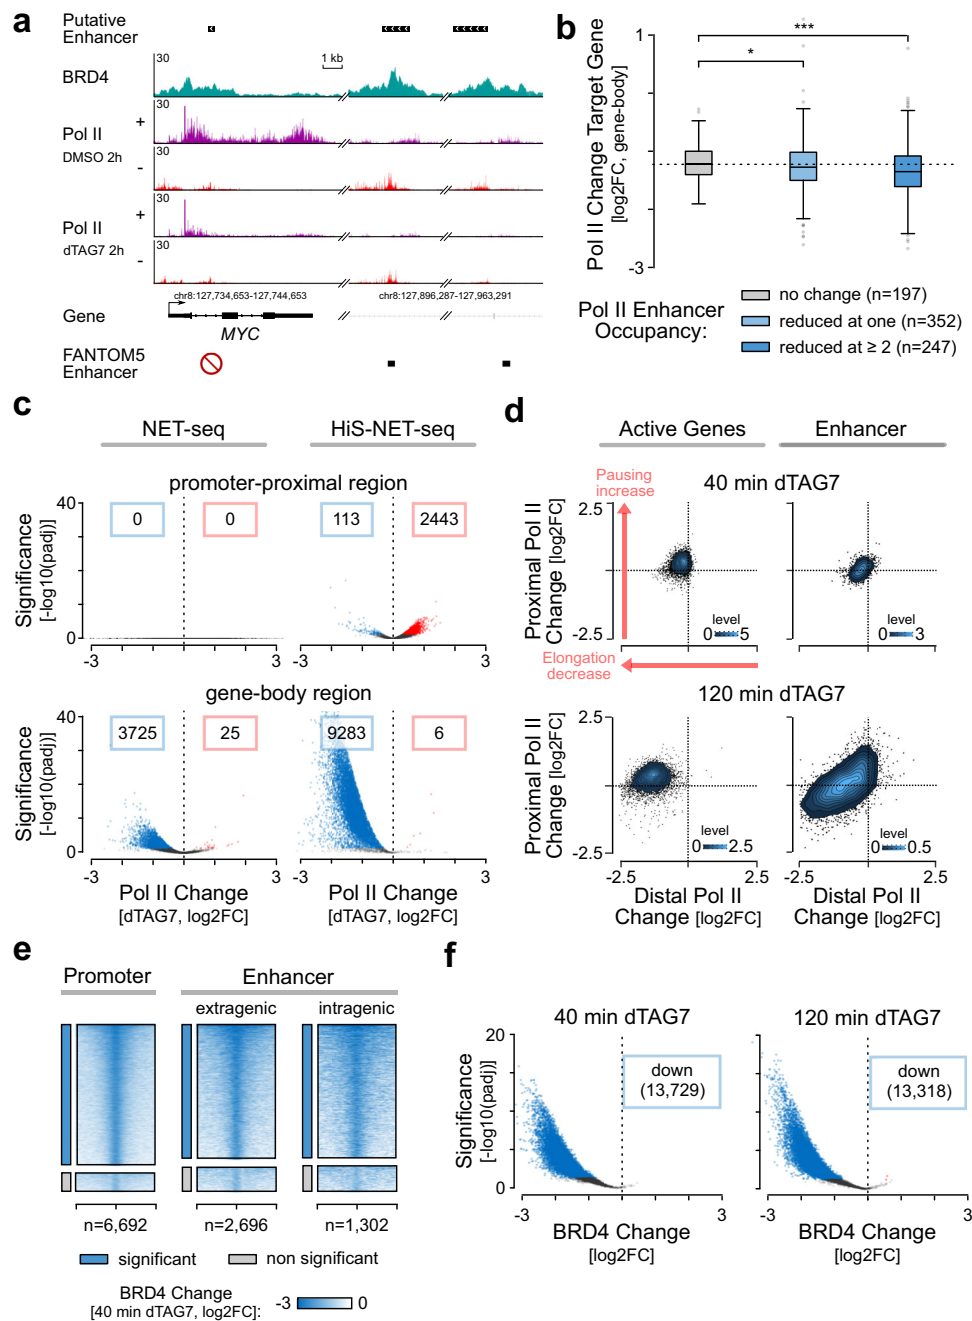 a
Putative
Enhancer
30
1 kb
BRD4
30
Pol II
+
DMSO 2h
30
-
30
Pol II
+
dTAG7 2h
30
-
chr8:127,734,653-127,744,653
chr8:127,896,287-127,963,291
Gene
MYC
FANTOM5
Enhancer
b
Pol II Change Target Gene
[log2FC, gene-body]
1
-3
***
*
Pol II Enhancer
Occupancy:
no change (n=197)
reduced at one (n=352)
reduced at ≥ 2 (n=247)
c
NET-seq
HiS-NET-seq
promoter-proximal region
Significance
[-log10(padj)]
40
0
0
0
113
2443
-3
3
-3
3
gene-body region
Significance
[-log10(padj)]
40
0
3725
25
9283
6
-3
3
-3
3
Pol II Change
[dTAG7, log2FC]
Pol II Change
[dTAG7, log2FC]
d
Active Genes
Enhancer
Pausing
increase
40 min dTAG7
Proximal Pol II
Change [log2FC]
2.5
-2.5
level
0 5
level
0 3
-2.5
2.5
Elongation
decrease
120 min dTAG7
Proximal Pol II
Change [log2FC]
2.5
-2.5
level
0 2.5
level
0 0.5
-2.5
2.5
-2.5
2.5
Distal Pol II
Change [log2FC]
Distal Pol II
Change [log2FC]
e
Promoter
Enhancer
extragenic
intragenic
n=6,692
n=2,696
n=1,302
significant
non significant
BRD4 Change
[40 min dTAG7, log2FC]:
-3
0
f
40 min dTAG7
120 min dTAG7
Significance
[-log10(padj)]
20
0
down
(13,729)
down
(13,318)
-3
3
-3
3
BRD4 Change
[log2FC]
BRD4 Change
[log2FC]